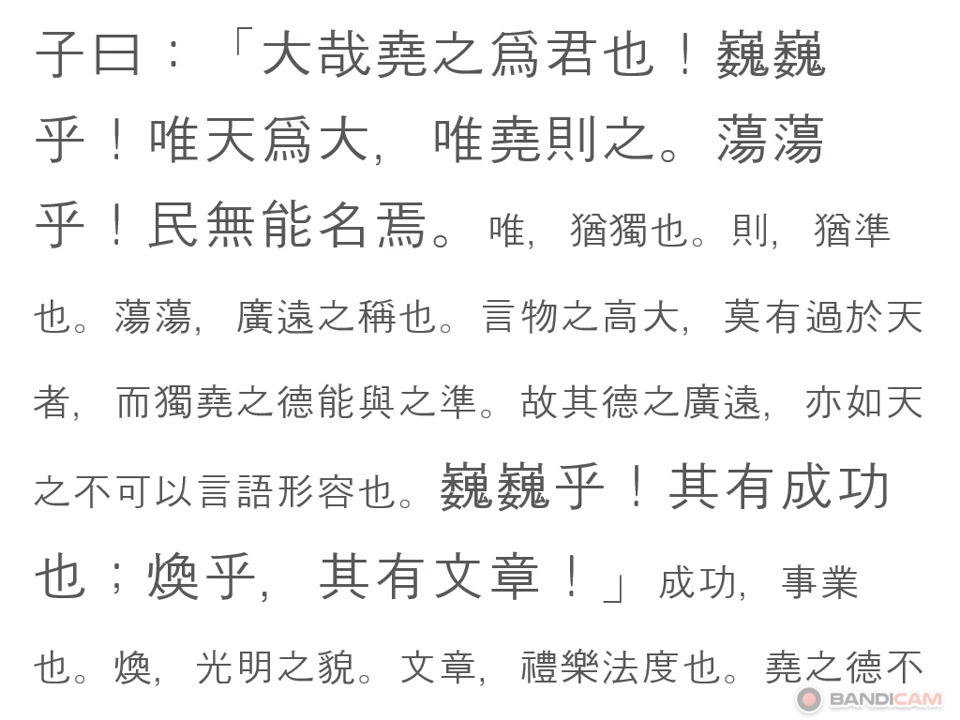 子曰：「大哉堯之爲君也！巍巍
乎！唯天爲大，唯堯則之。蕩蕩
乎！民無能名焉。唯，猶獨也。則，猶準
也。蕩蕩，廣遠之稱也。言物之高大，莫有過於天
者，而獨堯之德能與之準。故其德之廣遠，亦如天
之不可以言語形容也。巍巍乎！其有成功
也；煥乎，其有文章！」成功，事業
也。煥，光明之貌。文章，禮樂法度也。堯之德不
BANDICAM